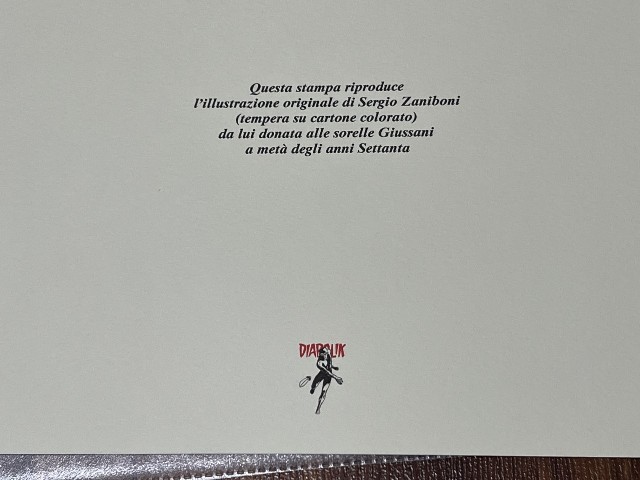 Questa stampa riproduce
l'illustrazione originale di Sergio Zaniboni
(tempera su cartone colorato)
da lui donata alle sorelle Giussani
a metà degli anni Settanta
DIABOLIK